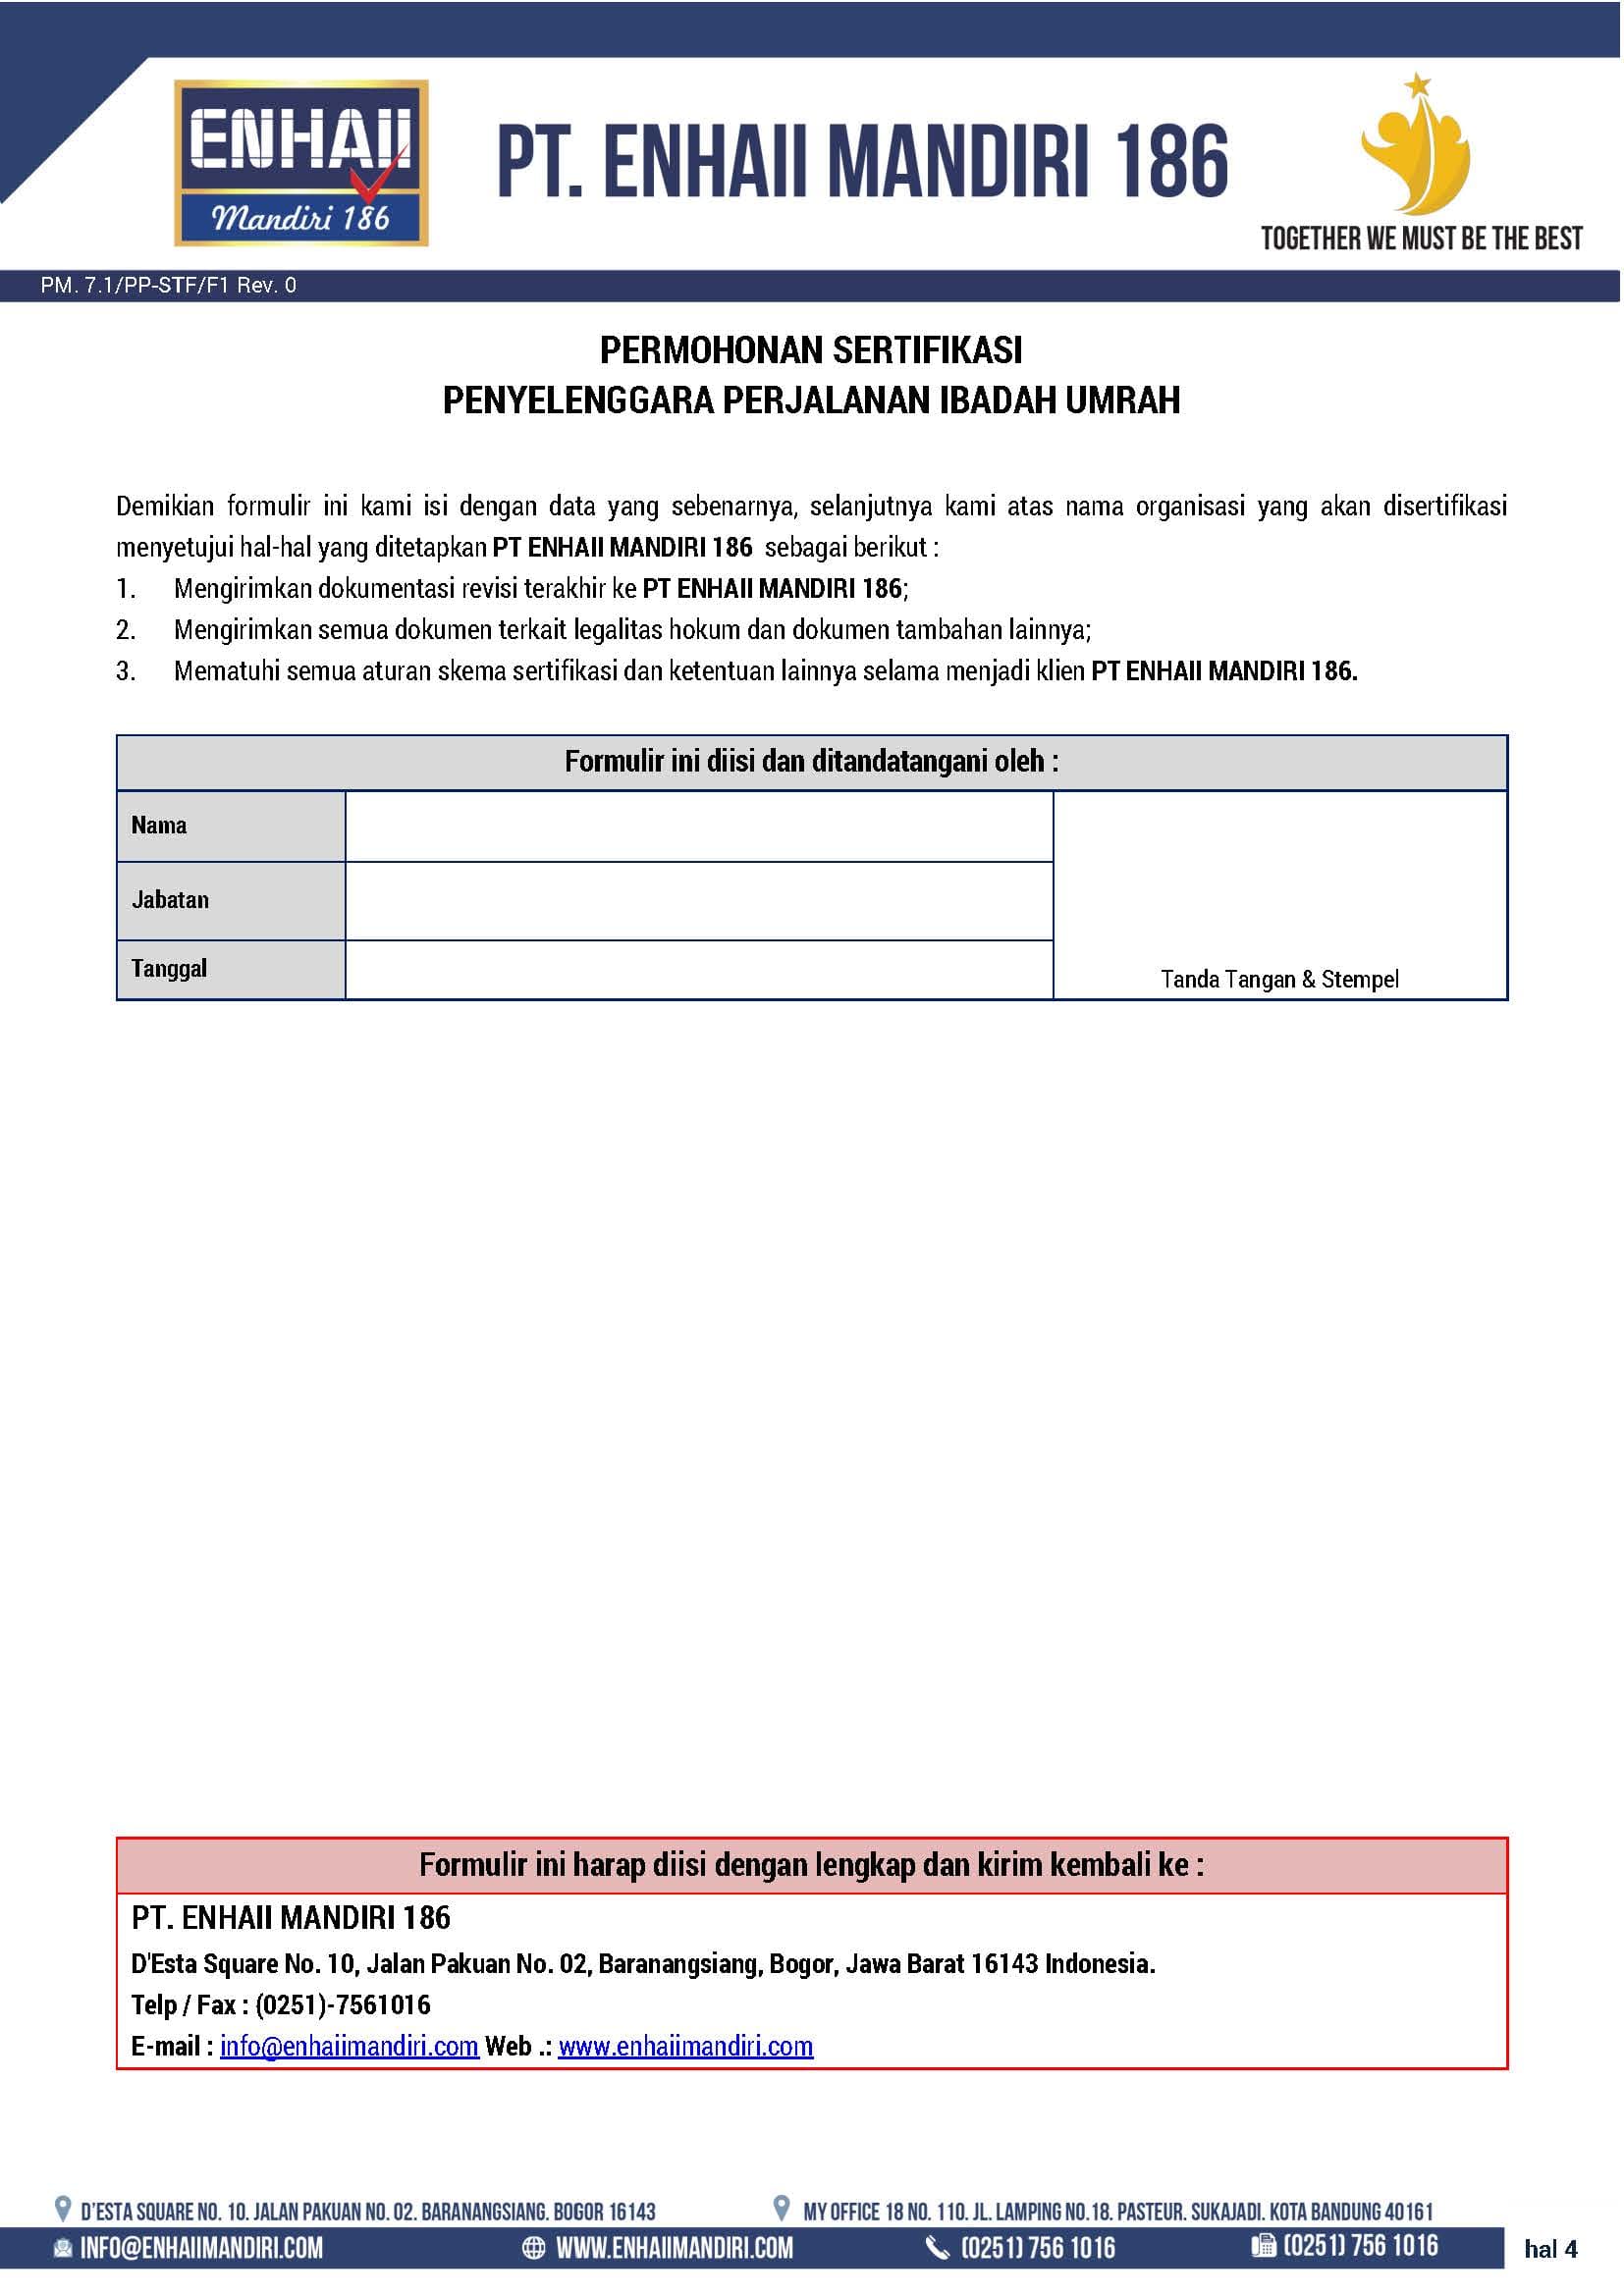 ENHAII
Mandiri 186
PT. ENHAII MANDIRI 186
TOGETHER WE MUST BE THE BEST
PM. 7.1/PP-STF/F1 Rev. 0
PERMOHONAN SERTIFIKASI
PENYELENGGARA PERJALANAN IBADAH UMRAH
Demikian formulir ini kami isi dengan data yang sebenarnya, selanjutnya kami atas nama organisasi yang akan disertifikasi
menyetujui hal-hal yang ditetapkan PT ENHAII MANDIRI 186 sebagai berikut :
1. Mengirimkan dokumentasi revisi terakhir ke PT ENHAII MANDIRI 186;
2. Mengirimkan semua dokumen terkait legalitas hokum dan dokumen tambahan lainnya;
3. Mematuhi semua aturan skema sertifikasi dan ketentuan lainnya selama menjadi klien PT ENHAII MANDIRI 186.
Formulir ini diisi dan ditandatangani oleh :
Nama
Jabatan
Tanggal
Tanda Tangan & Stempel
Formulir ini harap diisi dengan lengkap dan kirim kembali ke :
PT. ENHAII MANDIRI 186
D'Esta Square No. 10, Jalan Pakuan No. 02, Baranangsiang, Bogor, Jawa Barat 16143 Indonesia.
Telp / Fax : (0251)-7561016
E-mail : info@enhaiimandiri.com Web .: www.enhaiimandiri.com
D'ESTA SQUARE NO. 10. JALAN PAKUAN NO. 02. BARANANGSIANG. BOGOR 16143
MY OFFICE 18 NO. 110. JL. LAMPING NO.18. PASTEUR. SUKAJADI. KOTA BANDUNG 40161
INFO@ENHAIIMANDIRI.COM
WWW.ENHAIIMANDIRI.COM
(0251) 756 1016
(0251) 756 1016
hal 4